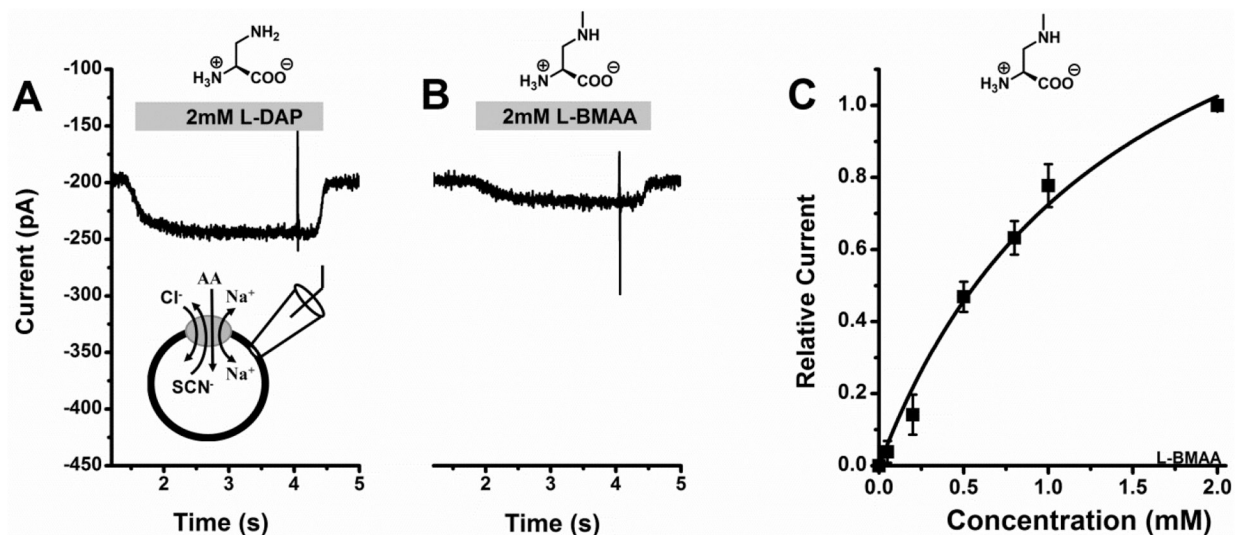 A
NH₂
H₃N⊕
COO⊖
2mM L-DAP
Current (pA)
-100
-150
-200
-250
-300
-350
-400
-450
AA
Cl⁻
Na⁺
SCN⁻
Na⁺
2
3
4
5
Time (s)
B
NH
H₃N⊕
COO⊖
2mM L-BMAA
2
3
4
5
Time (s)
C
NH
H₃N⊕
COO⊖
Relative Current
1.0
0.8
0.6
0.4
0.2
0.0
L-BMAA
0.0
0.5
1.0
1.5
2.0
Concentration (mM)